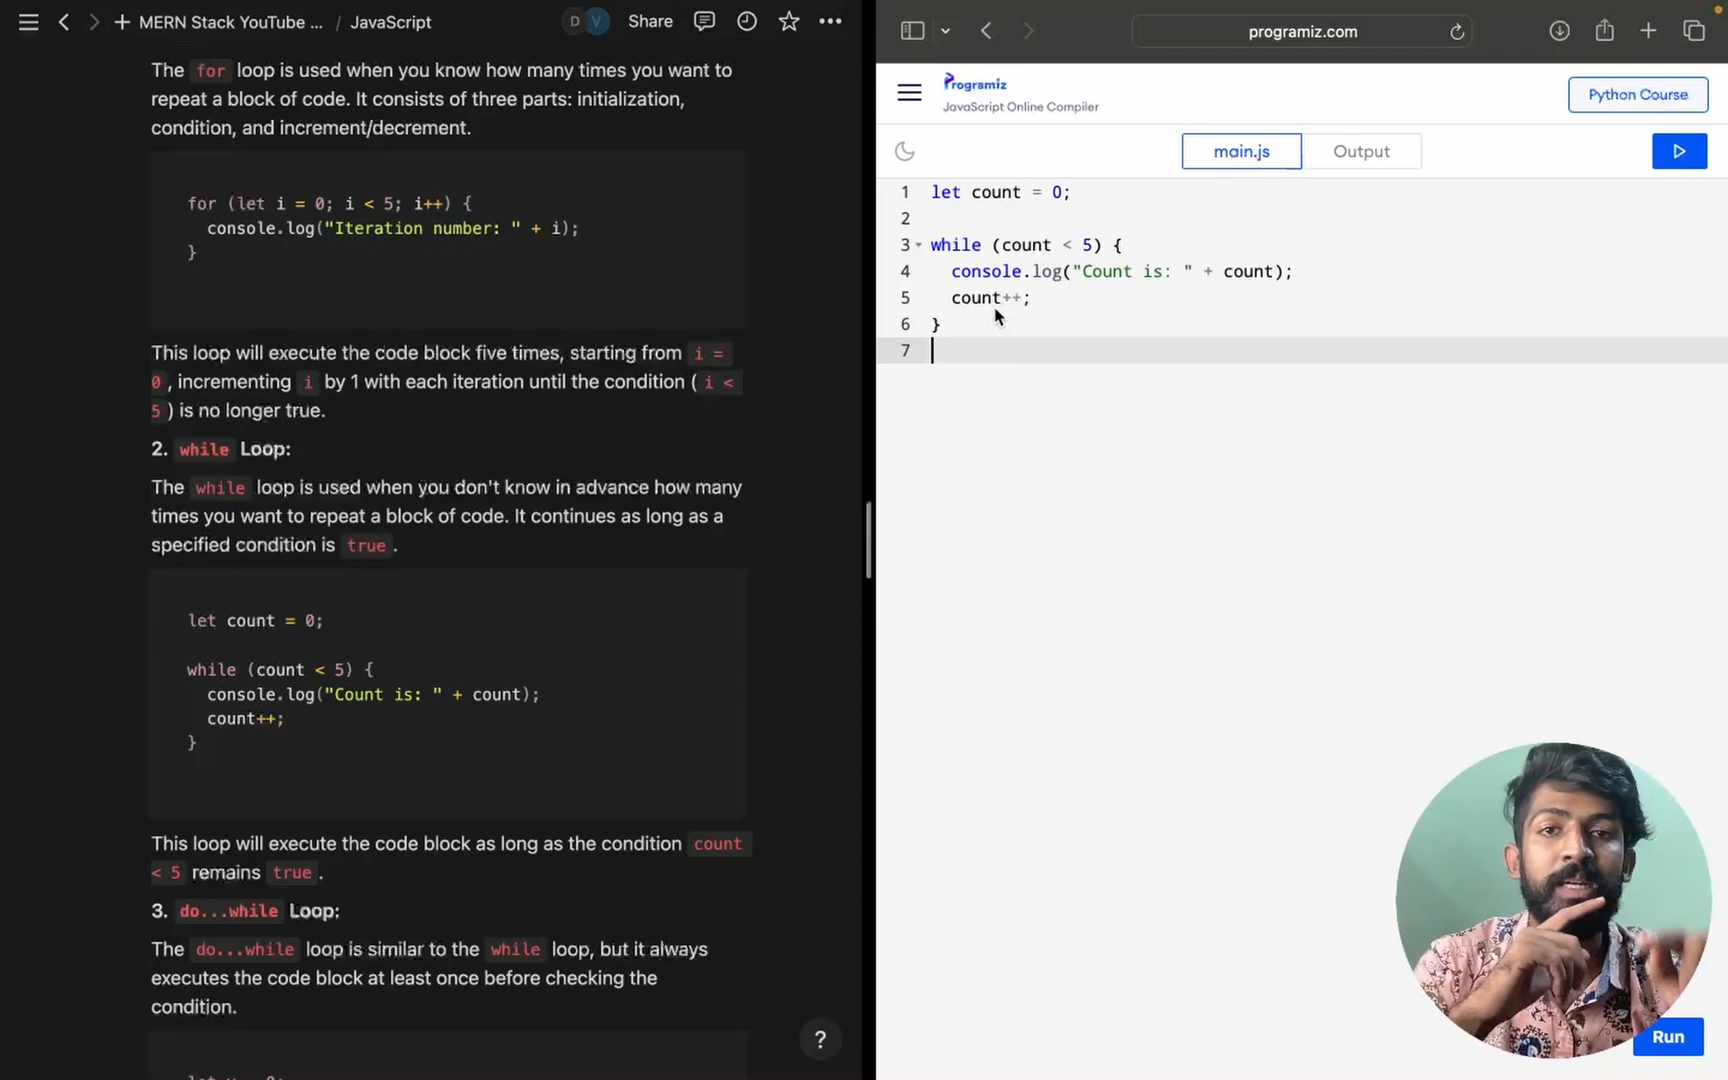 + MERN Stack YouTube ... / JavaScript
D V Share
The for loop is used when you know how many times you want to
repeat a block of code. It consists of three parts: initialization,
condition, and increment/decrement.
for (let i = 0; i < 5; i++) {
console.log("Iteration number: " + i);
}
This loop will execute the code block five times, starting from i =
0 , incrementing i by 1 with each iteration until the condition ( i <
5 ) is no longer true.
2. while Loop:
The while loop is used when you don't know in advance how many
times you want to repeat a block of code. It continues as long as a
specified condition is true .
let count = 0;
while (count < 5) {
console.log("Count is: " + count);
count++;
}
This loop will execute the code block as long as the condition count
< 5 remains true .
3. do...while Loop:
The do...while loop is similar to the while loop, but it always
executes the code block at least once before checking the
condition.
?
programiz.com
Programiz
JavaScript Online Compiler
Python Course
main.js
Output
1 let count = 0;
2
3 while (count < 5) {
4 console.log("Count is: " + count);
5 count++;
6 }
7
Run